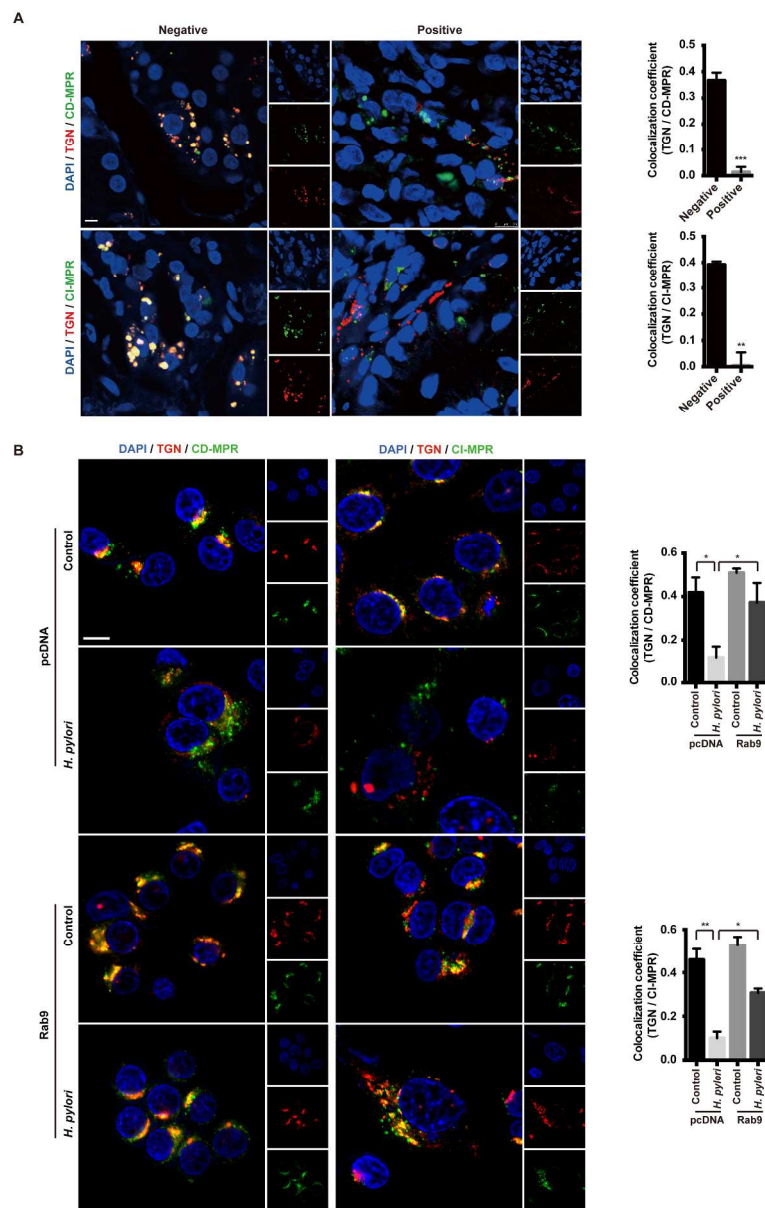 A
Negative
Positive
DAPI / TGN / CD-MPR
DAPI / TGN / CI-MPR
Colocalization coefficient
(TGN / CD-MPR)
0.5
0.4
0.3
0.2
0.1
0.0
***
Negative
Positive
Colocalization coefficient
(TGN / CI-MPR)
0.5
0.4
0.3
0.2
0.1
0.0
**
Negative
Positive
B
DAPI / TGN / CD-MPR
DAPI / TGN / CI-MPR
pcDNA
Control
H. pylori
Rab9
Control
H. pylori
Colocalization coefficient
(TGN / CD-MPR)
0.6
0.4
0.2
0.0
*
*
Control
H. pylori
Control
H. pylori
pcDNA
Rab9
Colocalization coefficient
(TGN / CI-MPR)
0.6
0.4
0.2
0.0
**
*
Control
H. pylori
Control
H. pylori
pcDNA
Rab9